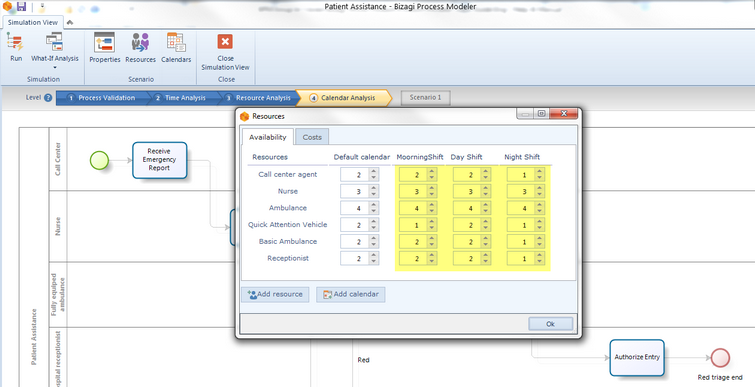 Patient Assistance - Bizagi Process Modeler
Simulation View
Run What-If Analysis Properties Resources Calendars Close Simulation View
Simulation Scenario Close
Level ? 1 Process Validation 2 Time Analysis 3 Resource Analysis 4 Calendar Analysis Scenario 1
Resources
Availability Costs
Resources Default calendar MoorningShift Day Shift Night Shift
Call center agent 2 2 2 1
Nurse 3 3 3 3
Ambulance 4 4 4 4
Quick Attention Vehicle 2 1 2 1
Basic Ambulance 2 2 2 1
Receptionist 2 2 2 1
Add resource Add calendar
Ok
Patient Assistance
Call Center
Receive
Emergency
Report
Nurse
Fully equiped
ambulance
spital receptionist
Red
Authorize Entry
Red triage end